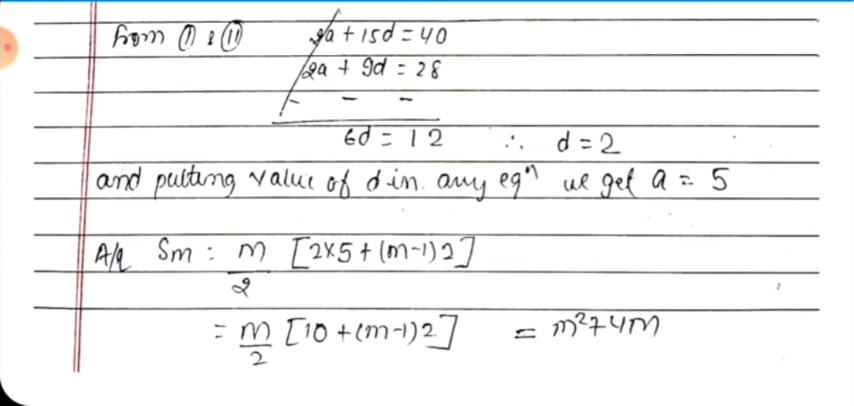 from (I) & (II) 2a + 15d = 40
2a + 9d = 28
- - -
6d = 12 ∴ d = 2
and putting value of d in any eqn we get a = 5
A/q Sm = m/2 [2×5 + (m-1)2]
= m/2 [10 + (m-1)2] = m²+4m